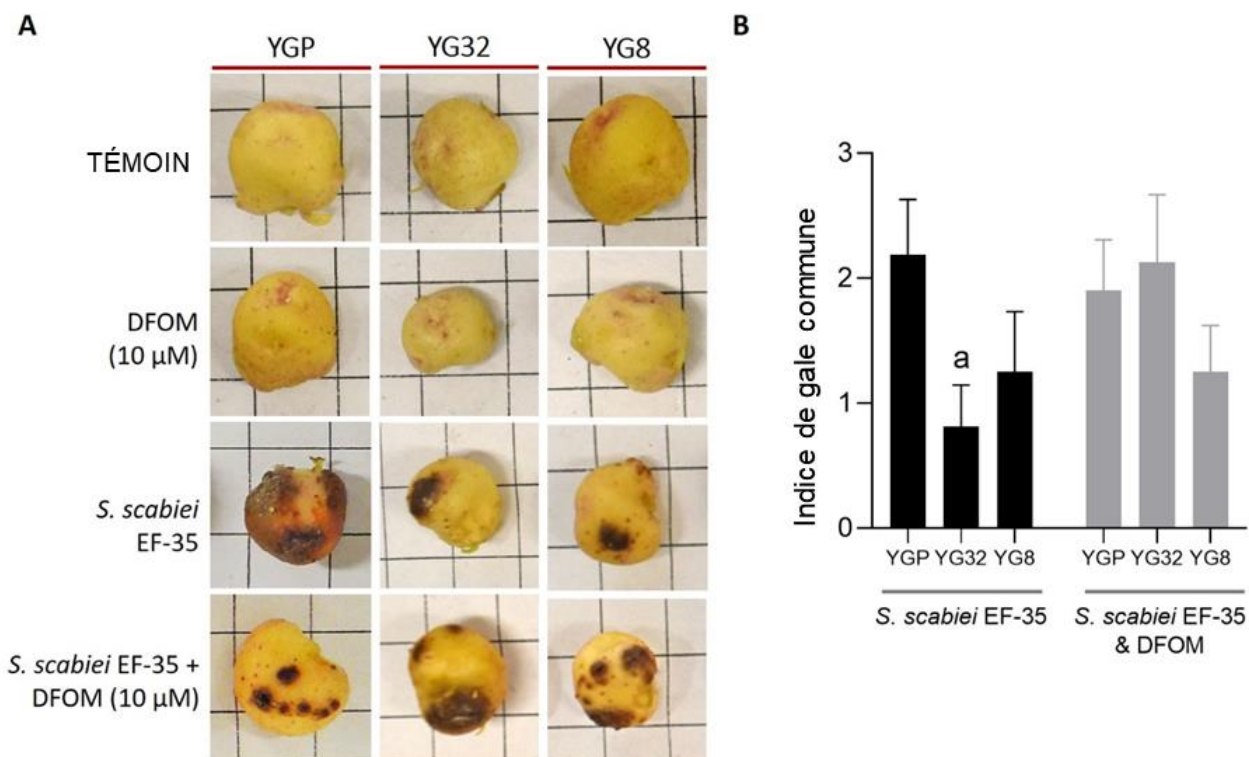 A
YGP YG32 YG8
TÉMOIN
DFOM
(10 µM)
S. scabiei
EF-35
S. scabiei EF-35 +
DFOM (10 µM)
B
Indice de gale commune
3
2
1
0
a
YGP YG32 YG8 YGP YG32 YG8
S. scabiei EF-35 S. scabiei EF-35
& DFOM